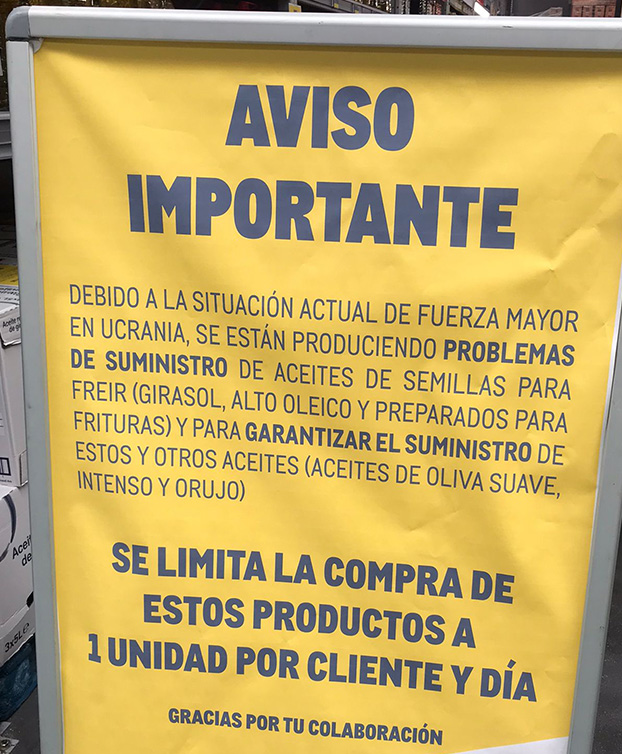 AVISO
IMPORTANTE
DEBIDO A LA SITUACIÓN ACTUAL DE FUERZA MAYOR
EN UCRANIA, SE ESTÁN PRODUCIENDO PROBLEMAS
DE SUMINISTRO DE ACEITES DE SEMILLAS PARA
FREIR (GIRASOL, ALTO OLEICO Y PREPARADOS PARA
FRITURAS) Y PARA GARANTIZAR EL SUMINISTRO DE
ESTOS Y OTROS ACEITES (ACEITES DE OLIVA SUAVE,
INTENSO Y ORUJO)
SE LIMITA LA COMPRA DE
ESTOS PRODUCTOS A
1 UNIDAD POR CLIENTE Y DÍA
GRACIAS POR TU COLABORACIÓN
Aceite
3x5L